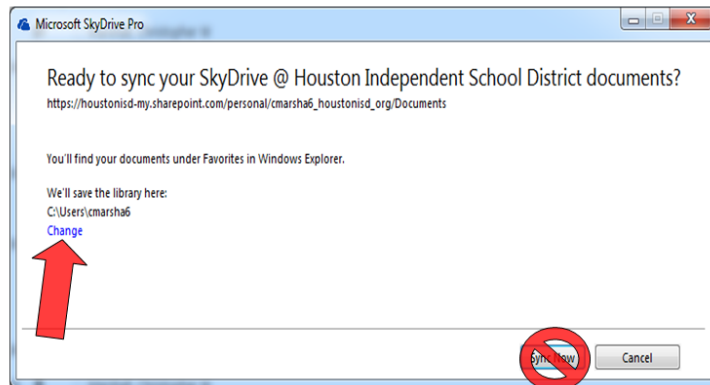 Microsoft SkyDrive Pro
Ready to sync your SkyDrive @ Houston Independent School District documents?
https://houstonisd-my.sharepoint.com/personal/cmarsha6_houstonisd_org/Documents
You'll find your documents under Favorites in Windows Explorer.
We'll save the library here:
C:\Users\cmarsha6
Change
Sync Now
Cancel